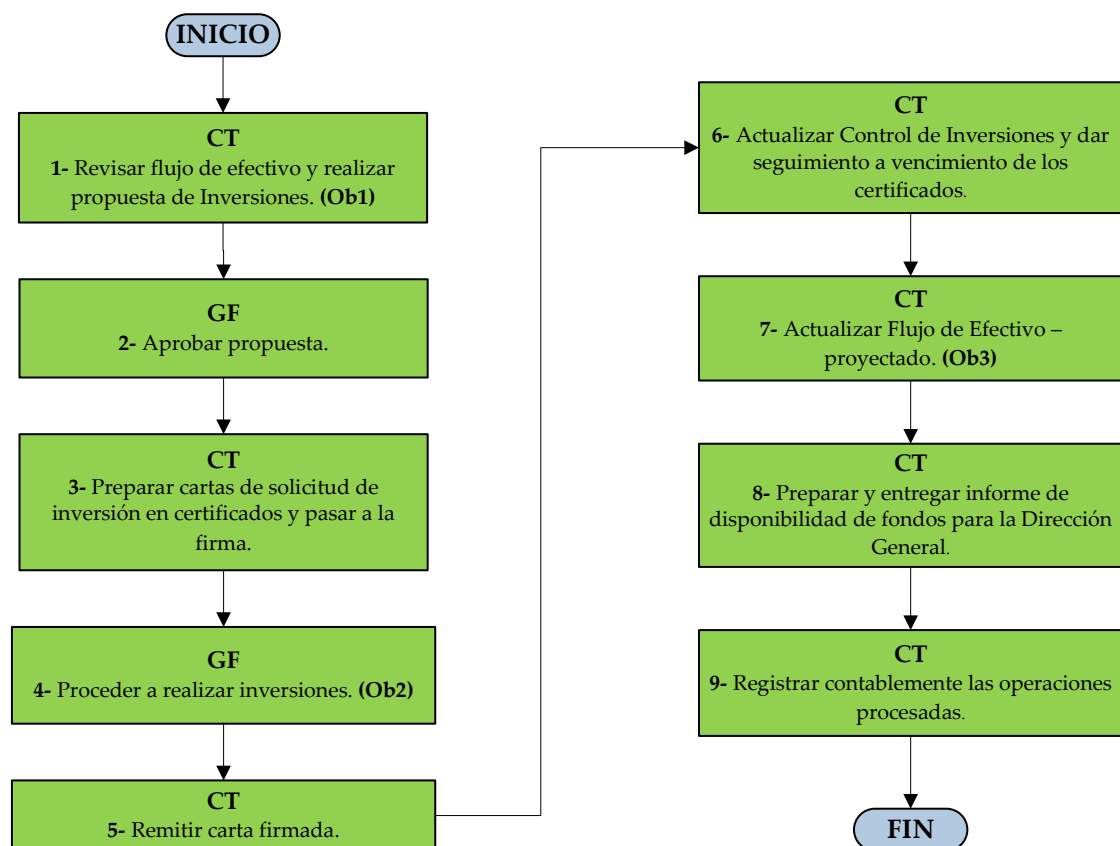 INICIO
CT
1- Revisar flujo de efectivo y realizar
propuesta de Inversiones. (Ob1)
GF
2- Aprobar propuesta.
CT
3- Preparar cartas de solicitud de
inversión en certificados y pasar a la
firma.
GF
4- Proceder a realizar inversiones. (Ob2)
CT
5- Remitir carta firmada.
CT
6- Actualizar Control de Inversiones y dar
seguimiento a vencimiento de los
certificados.
CT
7- Actualizar Flujo de Efectivo –
proyectado. (Ob3)
CT
8- Preparar y entregar informe de
disponibilidad de fondos para la Dirección
General.
CT
9- Registrar contablemente las operaciones
procesadas.
FIN